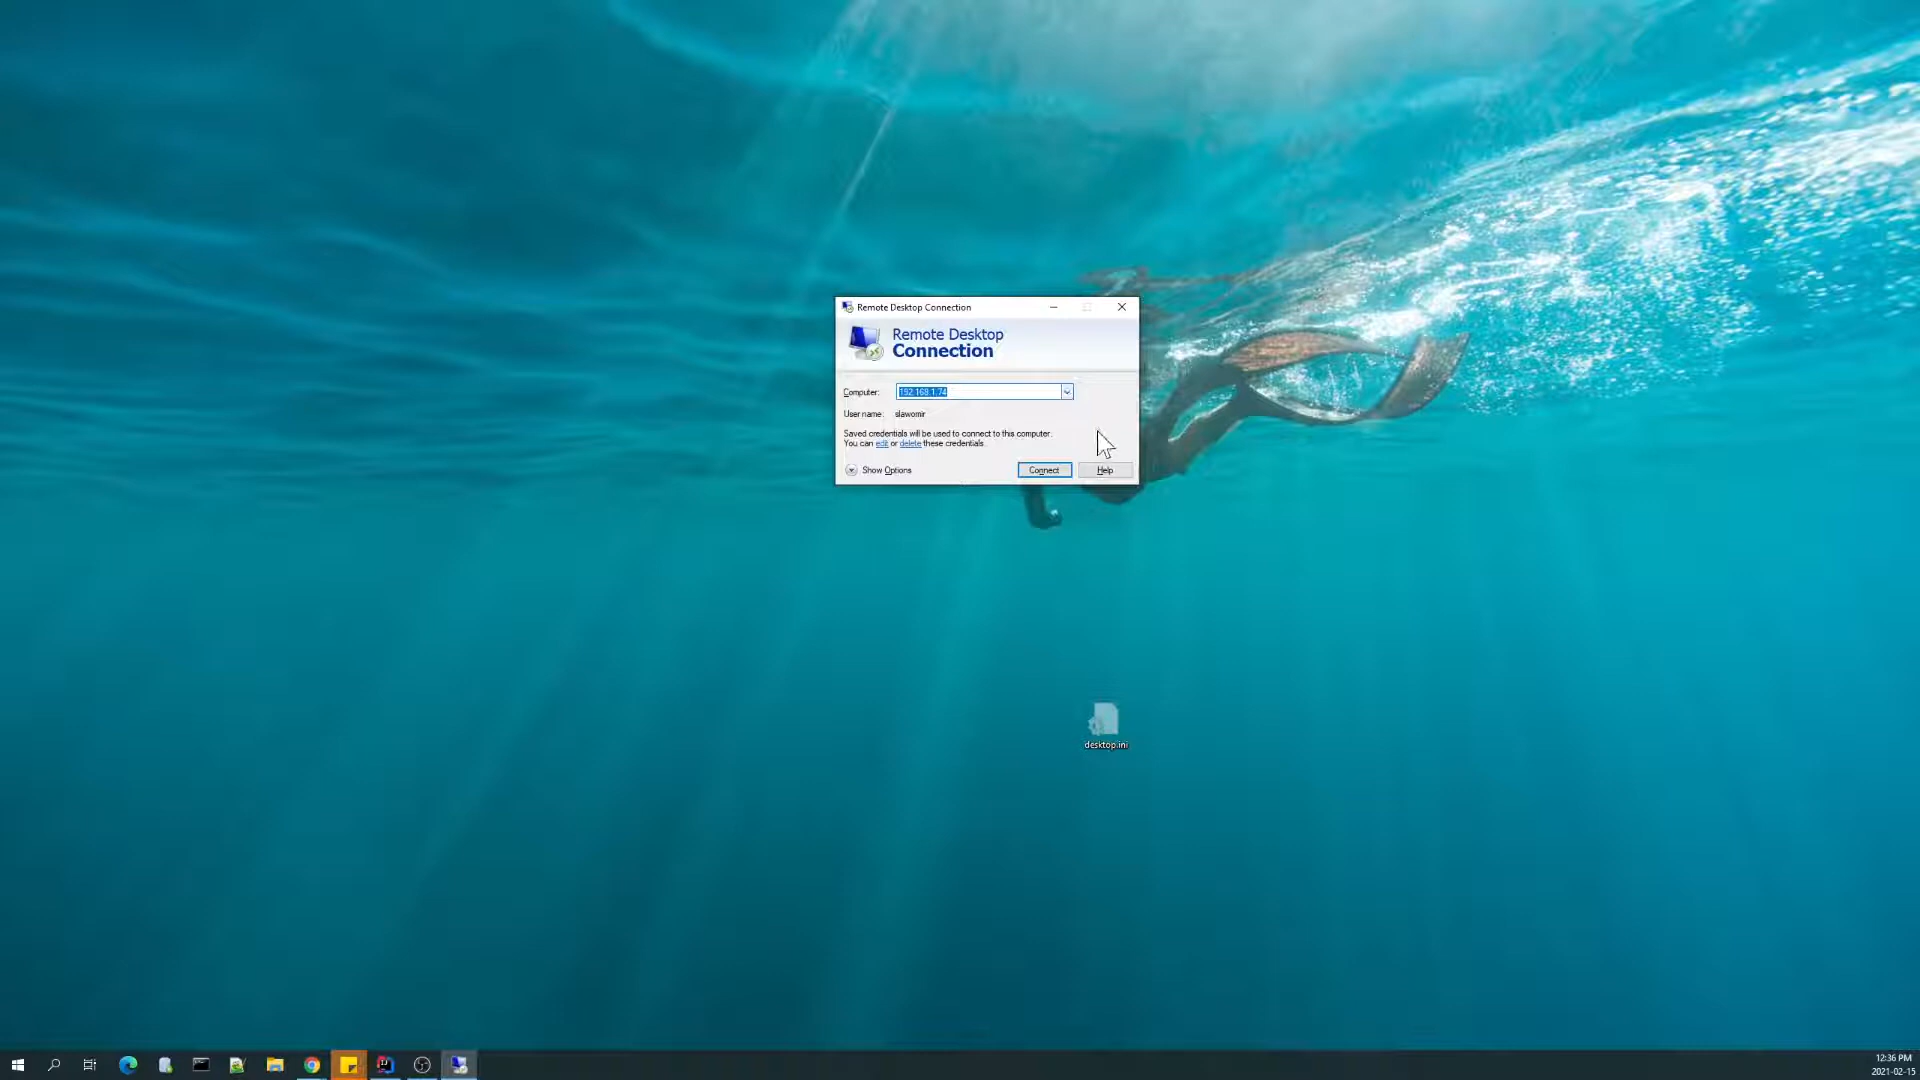 Remote Desktop Connection
Remote Desktop
Connection
Computer: 192.168.1.74
User name: slawomir
Saved credentials will be used to connect to this computer.
You can edit or delete these credentials.
Show Options Connect Help
desktop.ini
12:36 PM
2021-02-15